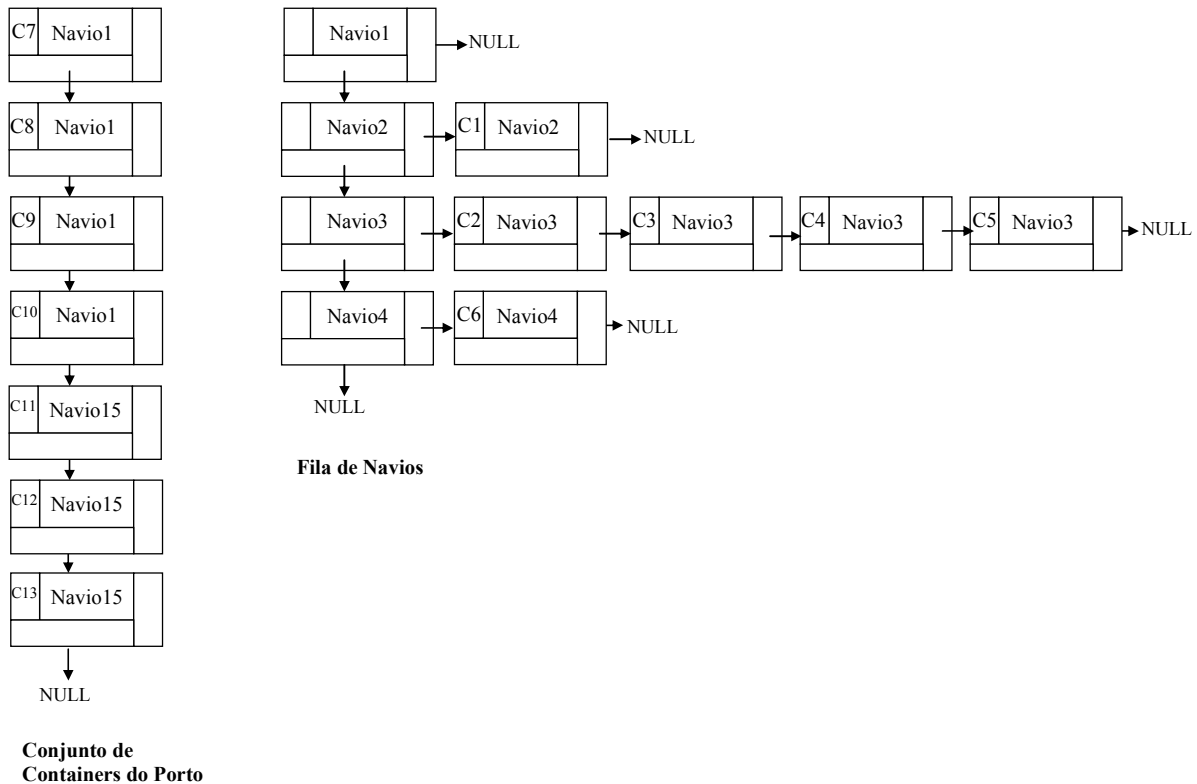 C7 Navio1
C8 Navio1
C9 Navio1
C10 Navio1
C11 Navio15
C12 Navio15
C13 Navio15
NULL
Conjunto de
Containers do Porto
Navio1 NULL
Navio2 C1 Navio2 NULL
Navio3 C2 Navio3 C3 Navio3 C4 Navio3 C5 Navio3 NULL
Navio4 C6 Navio4 NULL
NULL
Fila de Navios